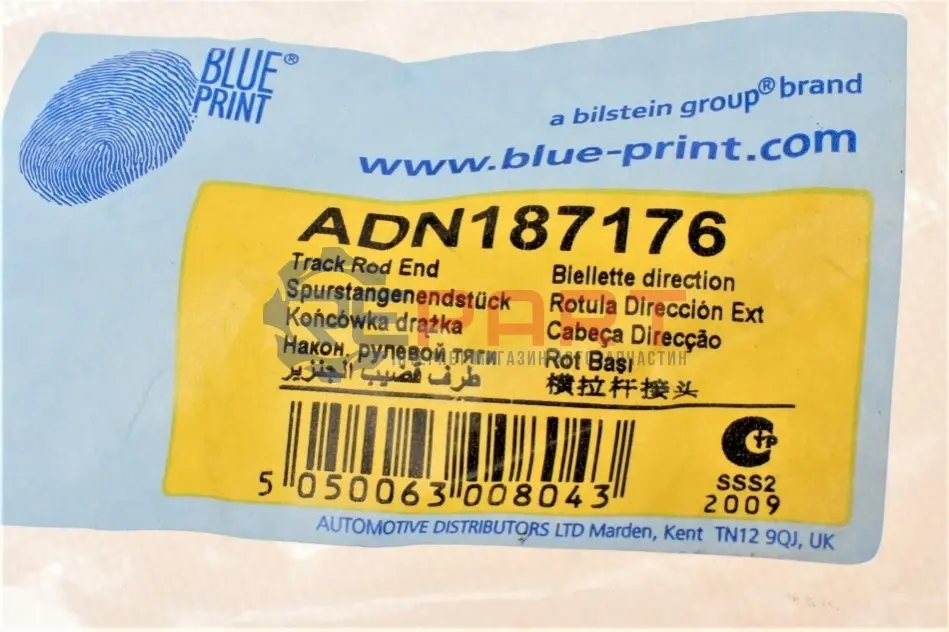 BLUE®
PRINT
a bilstein group® brand
www.blue-print.com
ADN187176
Track Rod End
Spurstangenendstück
Końcówka drążka
Након. рулевой тяги
طرف قضيب الجنزير
Biellette direction
Rotula Dirección Ext
Cabeça Direcção
Rot Başı
横拉杆接头
PART
5 050063 008043
SSS2
2009
AUTOMOTIVE DISTRIBUTORS LTD Marden, Kent TN12 9QJ, UK